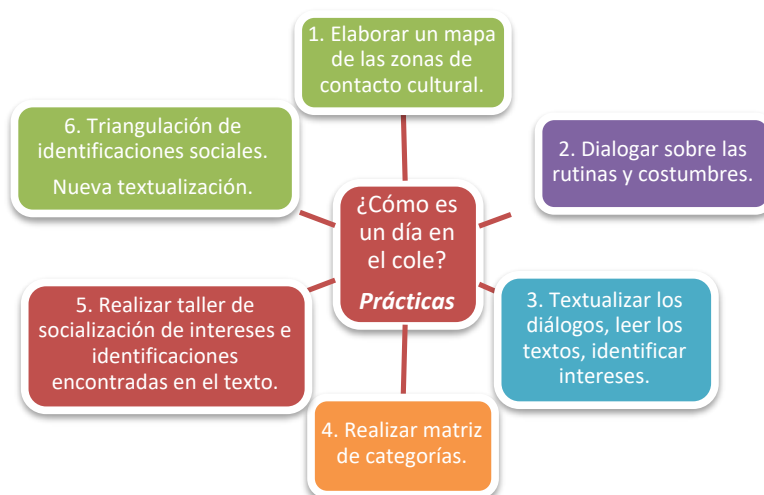 1. Elaborar un mapa
de las zonas de
contacto cultural.
2. Dialogar sobre las
rutinas y costumbres.
3. Textualizar los
diálogos, leer los
textos, identificar
intereses.
4. Realizar matriz
de categorías.
5. Realizar taller de
socialización de intereses e
identificaciones
encontradas en el texto.
6. Triangulación de
identificaciones sociales.
Nueva textualización.
¿Cómo es
un día en
el cole?
Prácticas